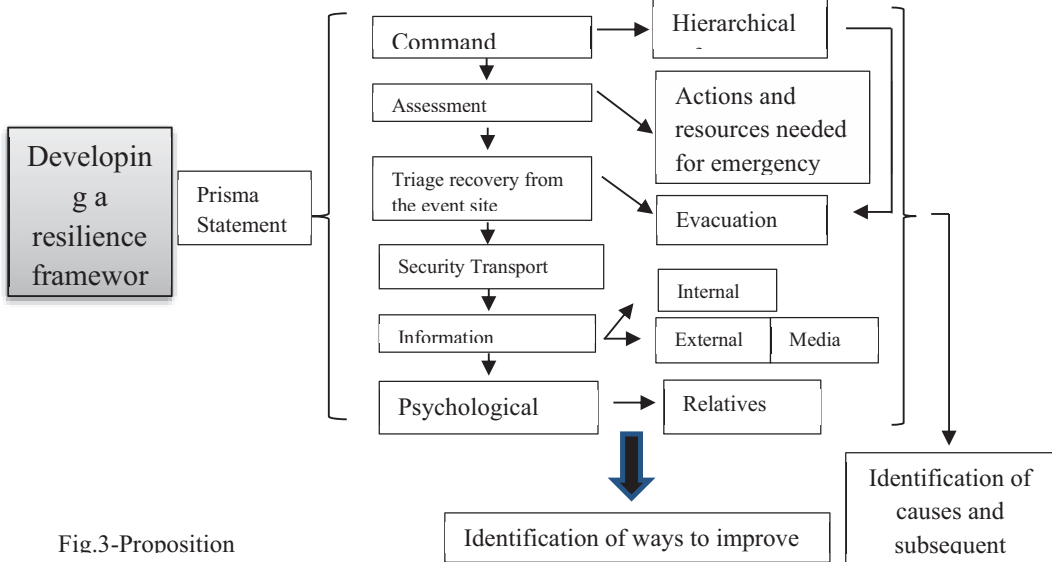 Developin
g a
resilience
framewor
Prisma
Statement
Command
Hierarchical
Assessment
Actions and
resources needed
for emergency
Triage recovery from
the event site
Evacuation
Security Transport
Information
Internal
External
Media
Psychological
Relatives
Identification of ways to improve
Identification of
causes and
subsequent
Fig.3-Proposition